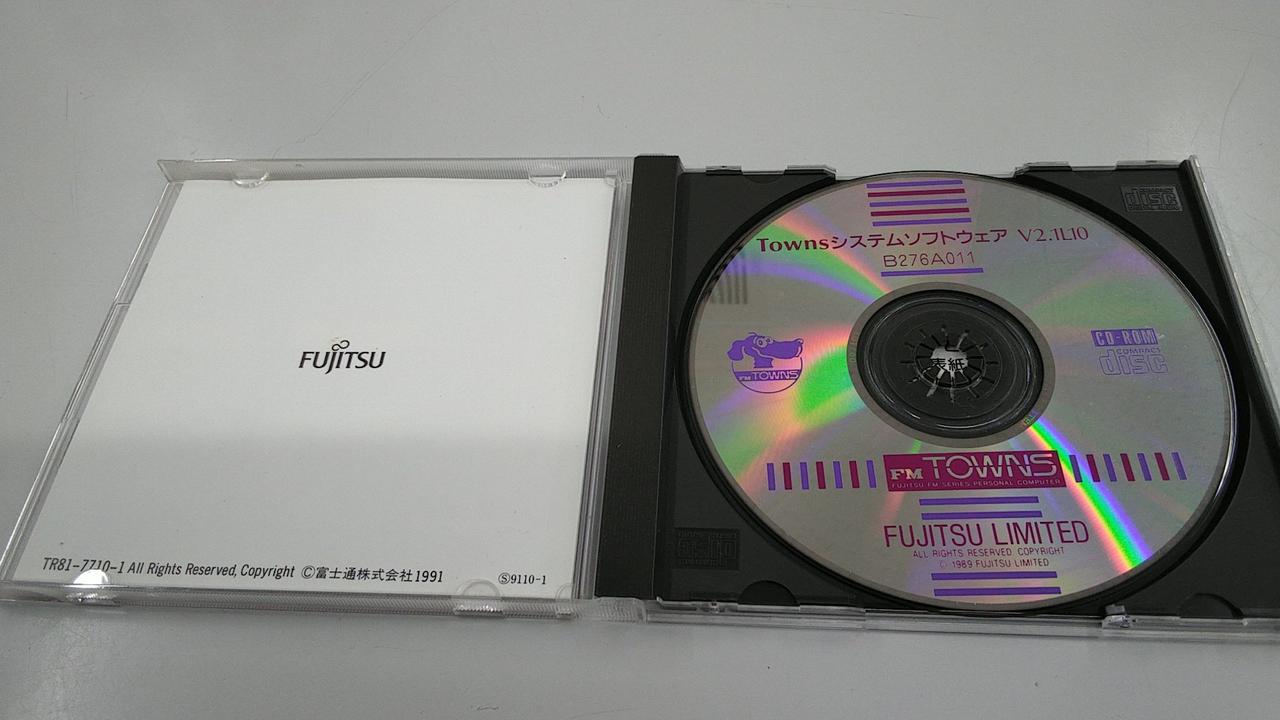 FUJITSU
TR81-7710-1 All Rights Reserved, Copyright ©富士通株式会社1991
Ⓢ9110-1
COMPACT
disc
Townsシステムソフトウェア V2.1L10
B276A011
FM TOWNS
表紙
CD-ROM
COMPACT
disc
FM TOWNS
FUJITSU FM SERIES PERSONAL COMPUTER
FUJITSU LIMITED
ALL RIGHTS RESERVED, COPYRIGHT
© 1989 FUJITSU LIMITED